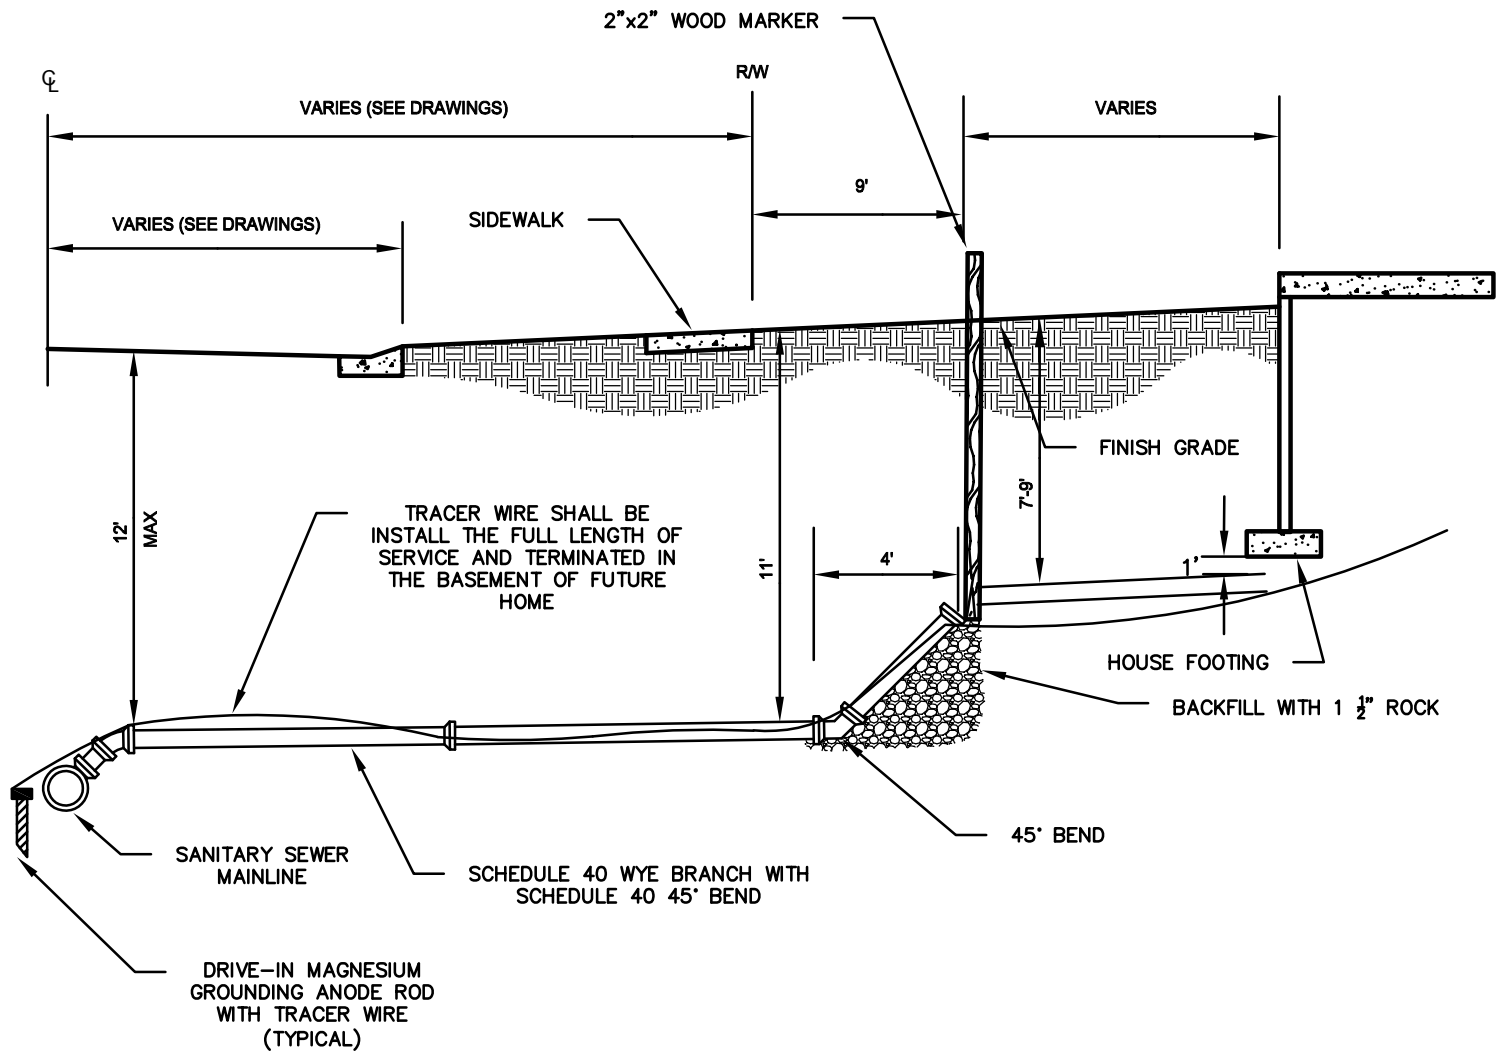 2"x2" WOOD MARKER
℄
R/W
VARIES (SEE DRAWINGS)
VARIES
9'
VARIES (SEE DRAWINGS)
SIDEWALK
FINISH GRADE
7'-9'
TRACER WIRE SHALL BE
INSTALL THE FULL LENGTH OF
SERVICE AND TERMINATED IN
THE BASEMENT OF FUTURE
HOME
12'
MAX
11'
4'
1'
HOUSE FOOTING
BACKFILL WITH 1 ½" ROCK
45° BEND
SANITARY SEWER
MAINLINE
SCHEDULE 40 WYE BRANCH WITH
SCHEDULE 40 45° BEND
DRIVE-IN MAGNESIUM
GROUNDING ANODE ROD
WITH TRACER WIRE
(TYPICAL)